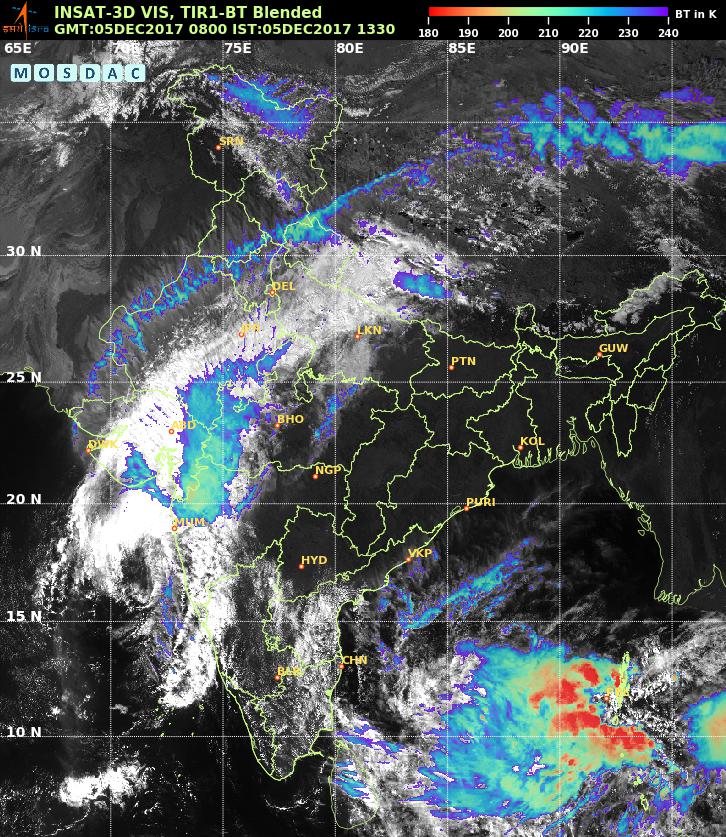 INSAT-3D VIS, TIR1-BT Blended
GMT:05DEC2017 0800 IST:05DEC2017 1330
BT in K
180 190 200 210 220 230 240
65E 70E 75E 80E 85E 90E
MOSDAC
SRN
30 N
DEL
JPR
LKN
GUW
PTN
25 N
ABD
BHO
DWK
KOL
NGP
20 N
PURI
MUM
VKP
HYD
15 N
CHN
BLR
10 N